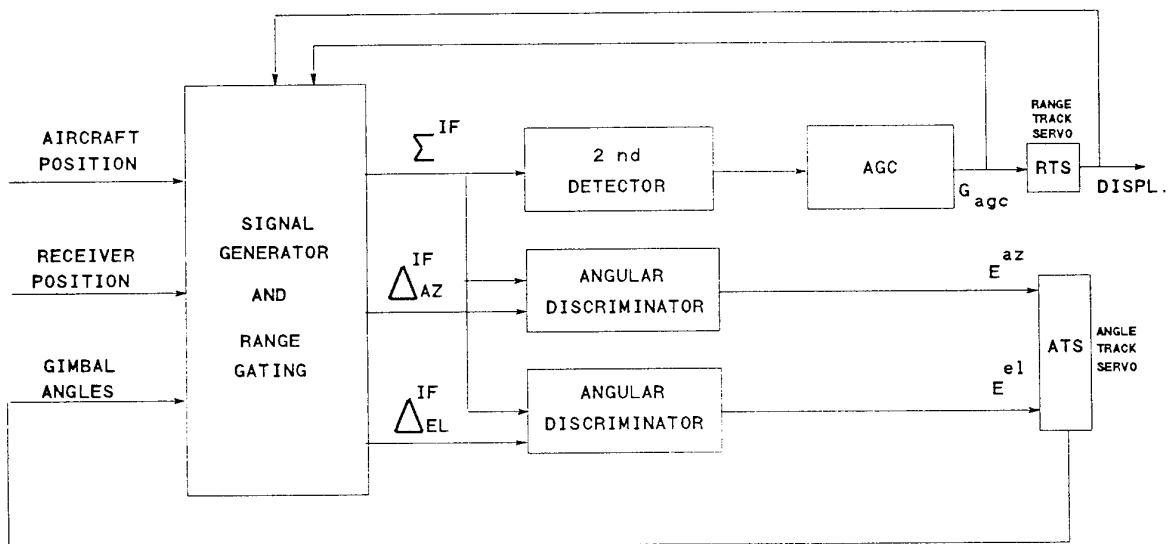 AIRCRAFT
POSITION
RECEIVER
POSITION
GIMBAL
ANGLES
SIGNAL
GENERATOR
AND
RANGE
GATING
Σ IF
Δ IF AZ
Δ IF EL
2 nd
DETECTOR
AGC
G agc
RANGE
TRACK
SERVO
RTS
DISPL.
ANGULAR
DISCRIMINATOR
E az
ANGULAR
DISCRIMINATOR
E el
ATS
ANGLE
TRACK
SERVO